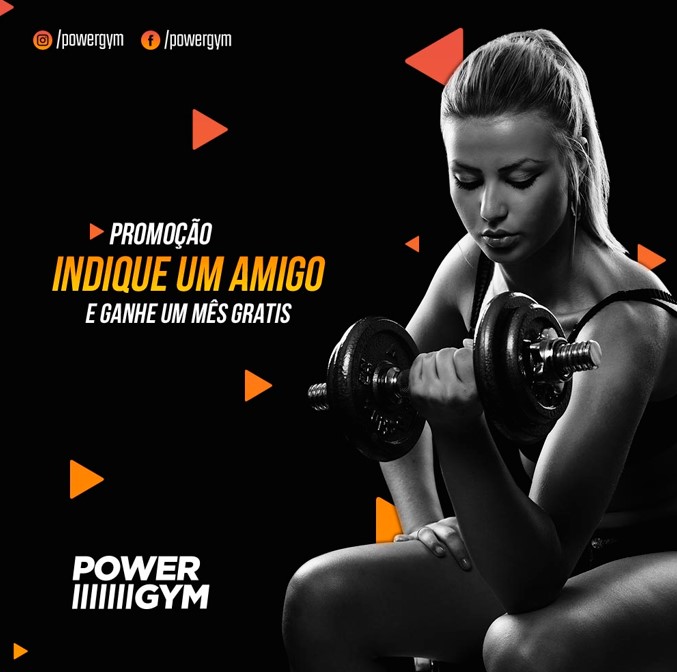 /powergym /powergym
PROMOÇÃO
INDIQUE UM AMIGO
E GANHE UM MÊS GRATIS
POWER
GYM